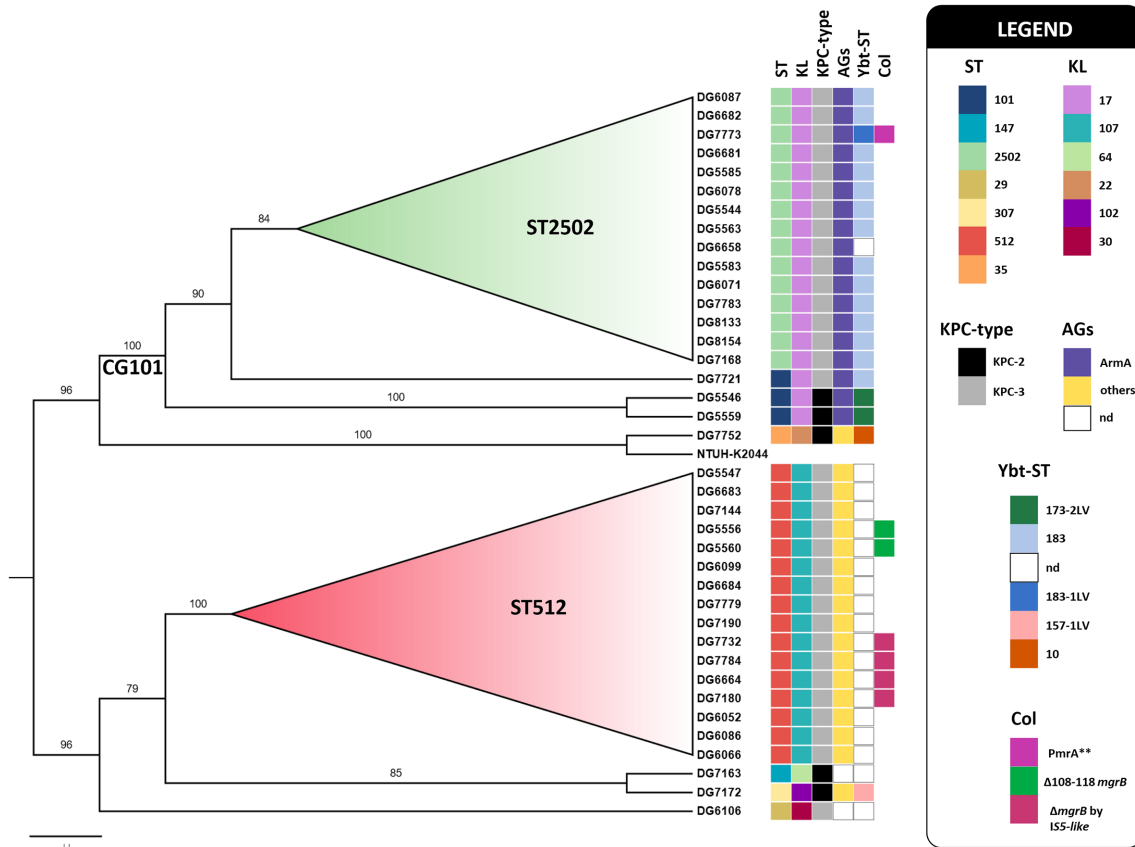 ST
KL
KPC-type
AGs
Ybt-ST
Col
DG6087
DG6682
DG7773
DG6681
DG5585
DG6078
DG5544
DG5563
DG6658
DG5583
DG6071
DG7783
DG8133
DG8154
DG7168
DG7721
DG5546
DG5559
DG7752
NTUH-K2044
DG5547
DG6683
DG7144
DG5556
DG5560
DG6099
DG6684
DG7779
DG7190
DG7732
DG7784
DG6664
DG7180
DG6052
DG6086
DG6066
DG7163
DG7172
DG6106
84
ST2502
90
100
CG101
96
100
100
100
ST512
79
96
85
LEGEND
ST
101
147
2502
29
307
512
35
KL
17
107
64
22
102
30
KPC-type
KPC-2
KPC-3
AGs
ArmA
others
nd
Ybt-ST
173-2LV
183
nd
183-1LV
157-1LV
10
Col
PmrA**
Δ108-118 mgrB
ΔmgrB by
IS5-like